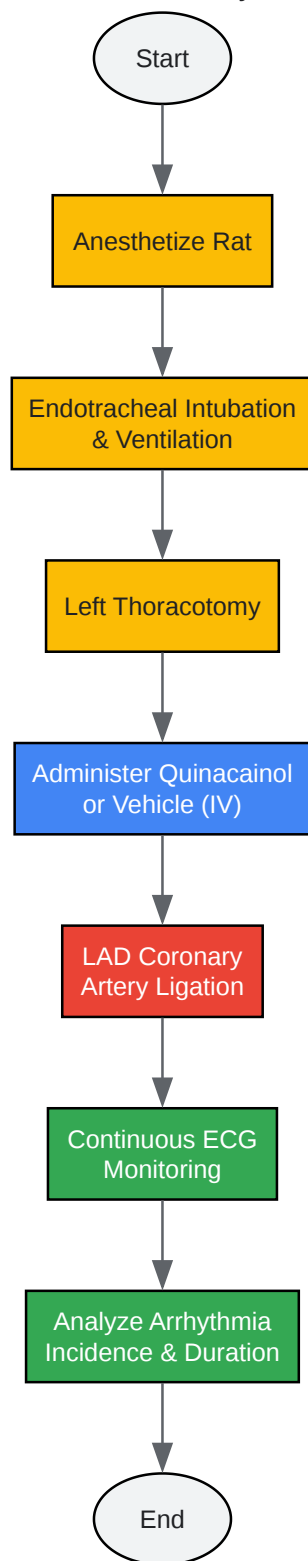 Start
Anesthetize Rat
Endotracheal Intubation
& Ventilation
Left Thoracotomy
Administer Quinacainol
or Vehicle (IV)
LAD Coronary
Artery Ligation
Continuous ECG
Monitoring
Analyze Arrhythmia
Incidence & Duration
End